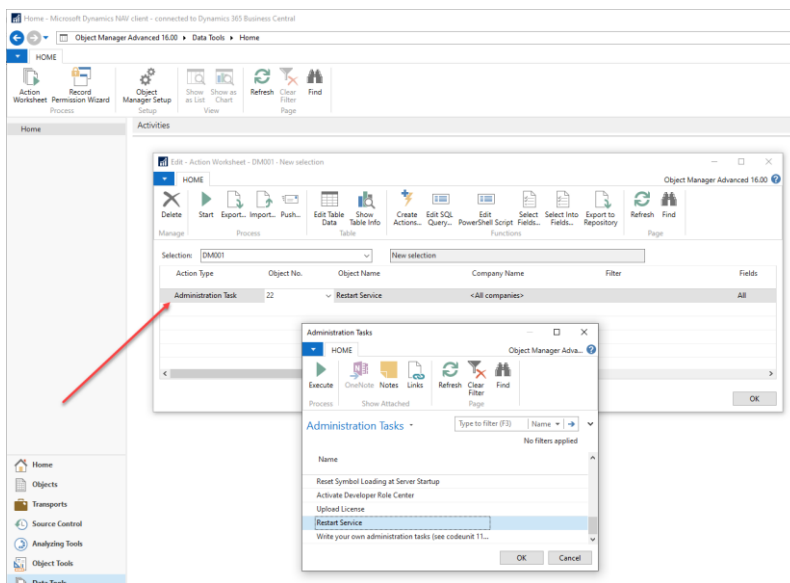 Home - Microsoft Dynamics NAV client - connected to Dynamics 365 Business Central
Object Manager Advanced 16.00 ▸ Data Tools ▸ Home
HOME
Action Worksheet
Record Permission Wizard
Object Manager Setup
Show as List
Show as Chart
Refresh
Clear Filter
Find
Process
Setup
View
Page
Home
Activities
Edit - Action Worksheet - DM001 - New selection
HOME
Object Manager Advanced 16.00
Delete
Start
Export...
Import...
Push...
Edit Table Data
Show Table Info
Create Actions...
Edit SQL Query...
Edit PowerShell Script
Select Fields...
Select Into Fields...
Export to Repository
Refresh
Find
Manage
Process
Table
Functions
Page
Selection:
DM001
New selection
Action Type
Object No.
Object Name
Company Name
Filter
Fields
Administration Task
22
Restart Service
<All companies>
All
OK
Administration Tasks
HOME
Object Manager Adva...
Execute
OneNote
Notes
Links
Refresh
Clear Filter
Find
Process
Show Attached
Page
Administration Tasks
Type to filter (F3)
Name
No filters applied
Name
Reset Symbol Loading at Server Startup
Activate Developer Role Center
Upload License
Restart Service
Write your own administration tasks (see codeunit 11...
OK
Cancel
Home
Objects
Transports
Source Control
Analyzing Tools
Object Tools
Data Tools